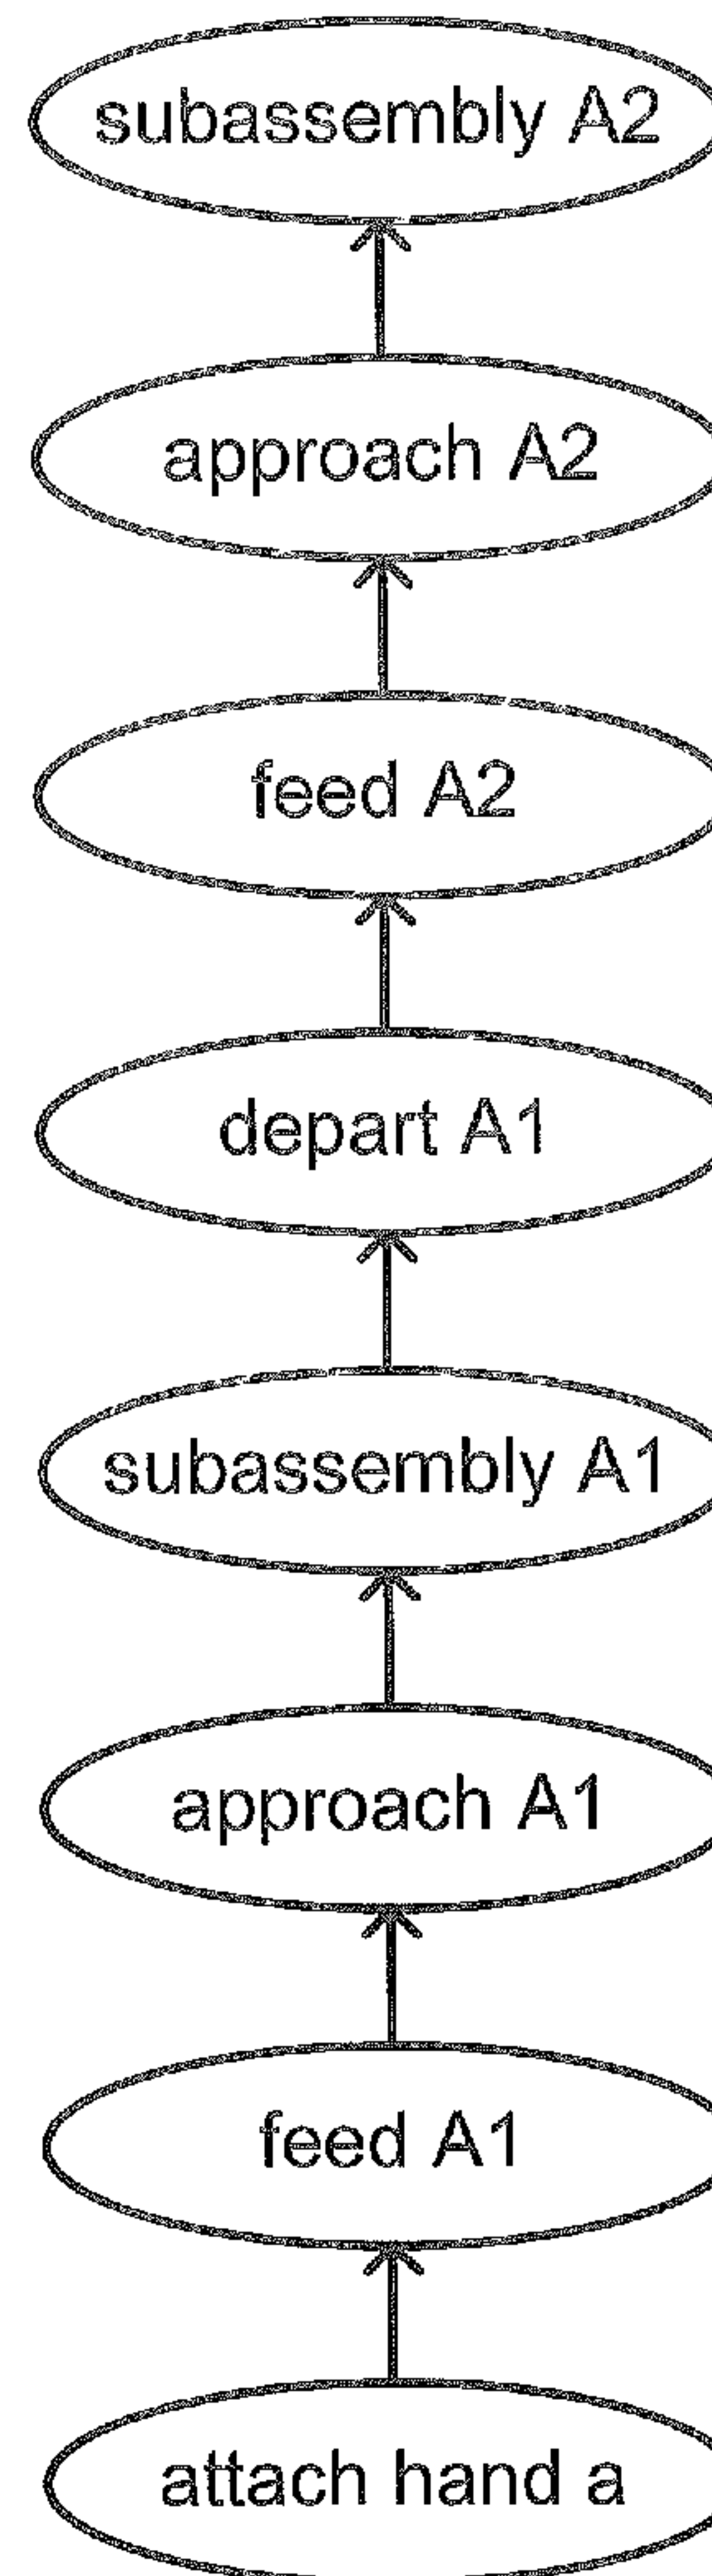 subassembly A2
approach A2
feed A2
depart A1
subassembly A1
approach A1
feed A1
attach hand a